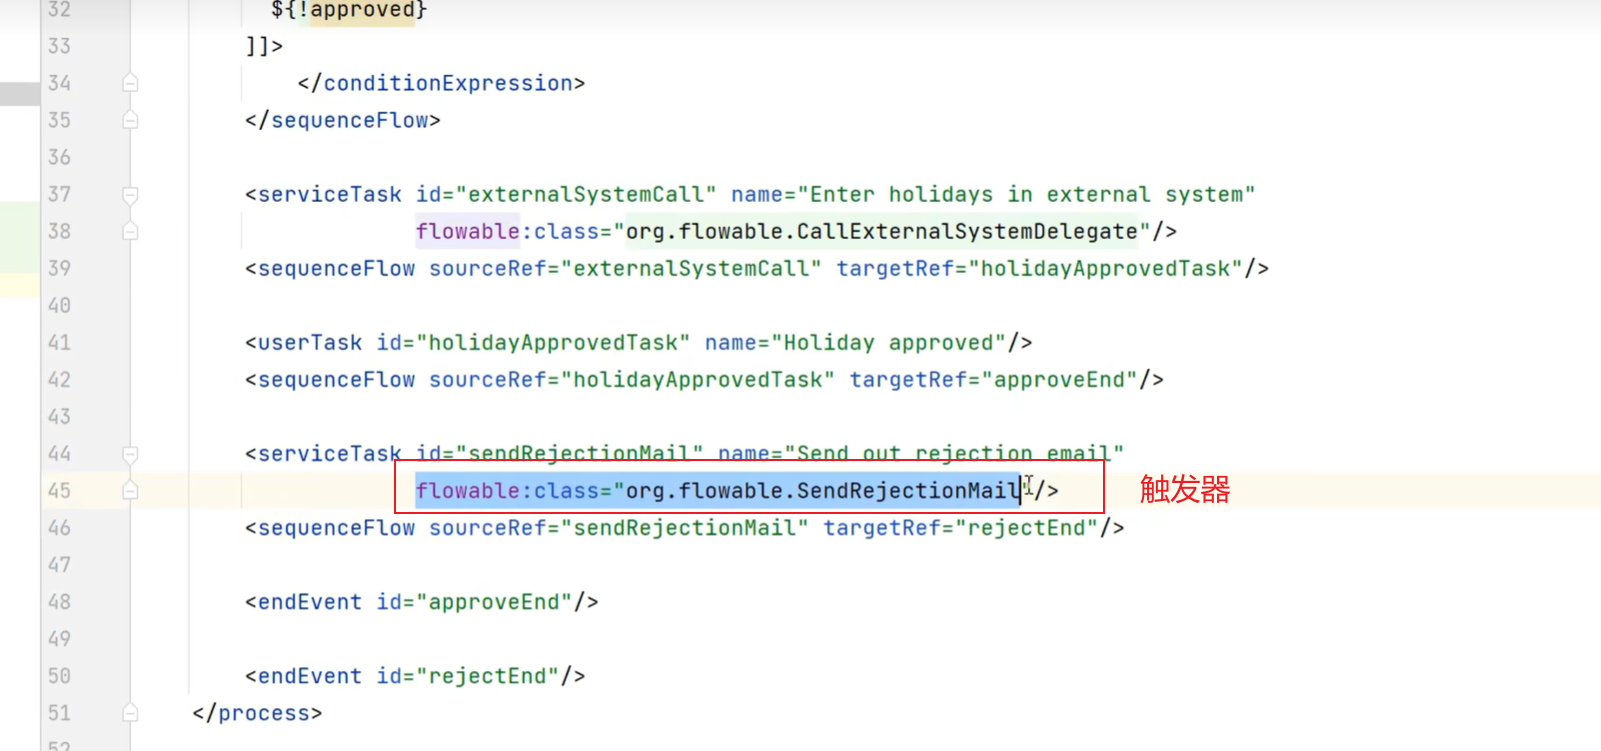 32 ${!approved}
33 ]]>
34 </conditionExpression>
35 </sequenceFlow>
36
37 <serviceTask id="externalSystemCall" name="Enter holidays in external system"
38 flowable:class="org.flowable.CallExternalSystemDelegate"/>
39 <sequenceFlow sourceRef="externalSystemCall" targetRef="holidayApprovedTask"/>
40
41 <userTask id="holidayApprovedTask" name="Holiday approved"/>
42 <sequenceFlow sourceRef="holidayApprovedTask" targetRef="approveEnd"/>
43
44 <serviceTask id="sendRejectionMail" name="Send out rejection email"
45 flowable:class="org.flowable.SendRejectionMail"/> 触发器
46 <sequenceFlow sourceRef="sendRejectionMail" targetRef="rejectEnd"/>
47
48 <endEvent id="approveEnd"/>
49
50 <endEvent id="rejectEnd"/>
51 </process>
52